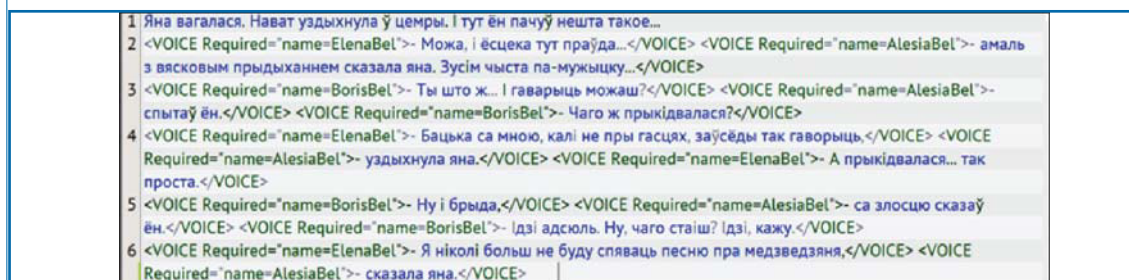 1 Яна вагалася. Нават уздыхнула ў цемры. І тут ён пачуў нешта такое...
2 <VOICE Required="name=ElenaBel">- Можа, і ёсцека тут праўда...</VOICE> <VOICE Required="name=AlesiaBel">- амаль
з вясковым прыдыханнем сказала яна. Зусім чыста па-мужыцку...</VOICE>
3 <VOICE Required="name=BorisBel">- Ты што ж... І гаварыць можаш?</VOICE> <VOICE Required="name=AlesiaBel">-
спытаў ён.</VOICE> <VOICE Required="name=BorisBel">- Чаго ж прыкідвалася?</VOICE>
4 <VOICE Required="name=ElenaBel">- Бацька са мною, калі не пры гасцях, заўсёды так гаворыць,</VOICE> <VOICE
Required="name=AlesiaBel">- уздыхнула яна.</VOICE> <VOICE Required="name=ElenaBel">- А прыкідвалася... так
проста.</VOICE>
5 <VOICE Required="name=BorisBel">- Ну і брыда,</VOICE> <VOICE Required="name=AlesiaBel">- са злосцю сказаў
ён.</VOICE> <VOICE Required="name=BorisBel">- Ідзі адсюль. Ну, чаго стаіш? Ідзі, кажу.</VOICE>
6 <VOICE Required="name=ElenaBel">- Я ніколі больш не буду спяваць песню пра медзведзяня,</VOICE> <VOICE
Required="name=AlesiaBel">- сказала яна.</VOICE>